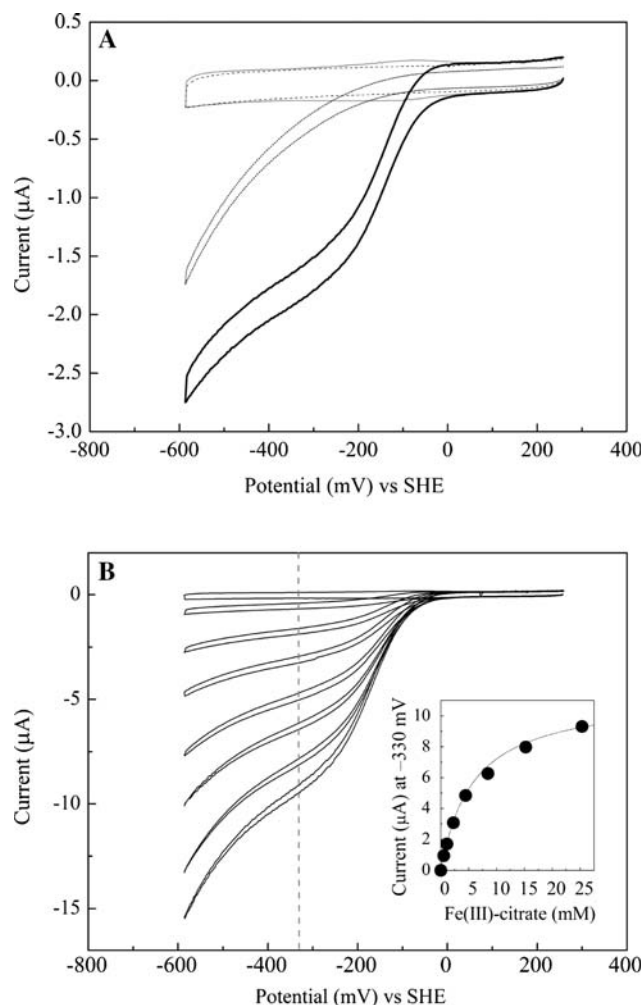 A
Current (µA)
0.5
0.0
-0.5
-1.0
-1.5
-2.0
-2.5
-3.0
-800 -600 -400 -200 0 200 400
Potential (mV) vs SHE
B
Current (µA)
0
-5
-10
-15
-800 -600 -400 -200 0 200 400
Potential (mV) vs SHE
Current (µA) at –330 mV
10
8
6
4
2
0
0 5 10 15 20 25
Fe(III)-citrate (mM)